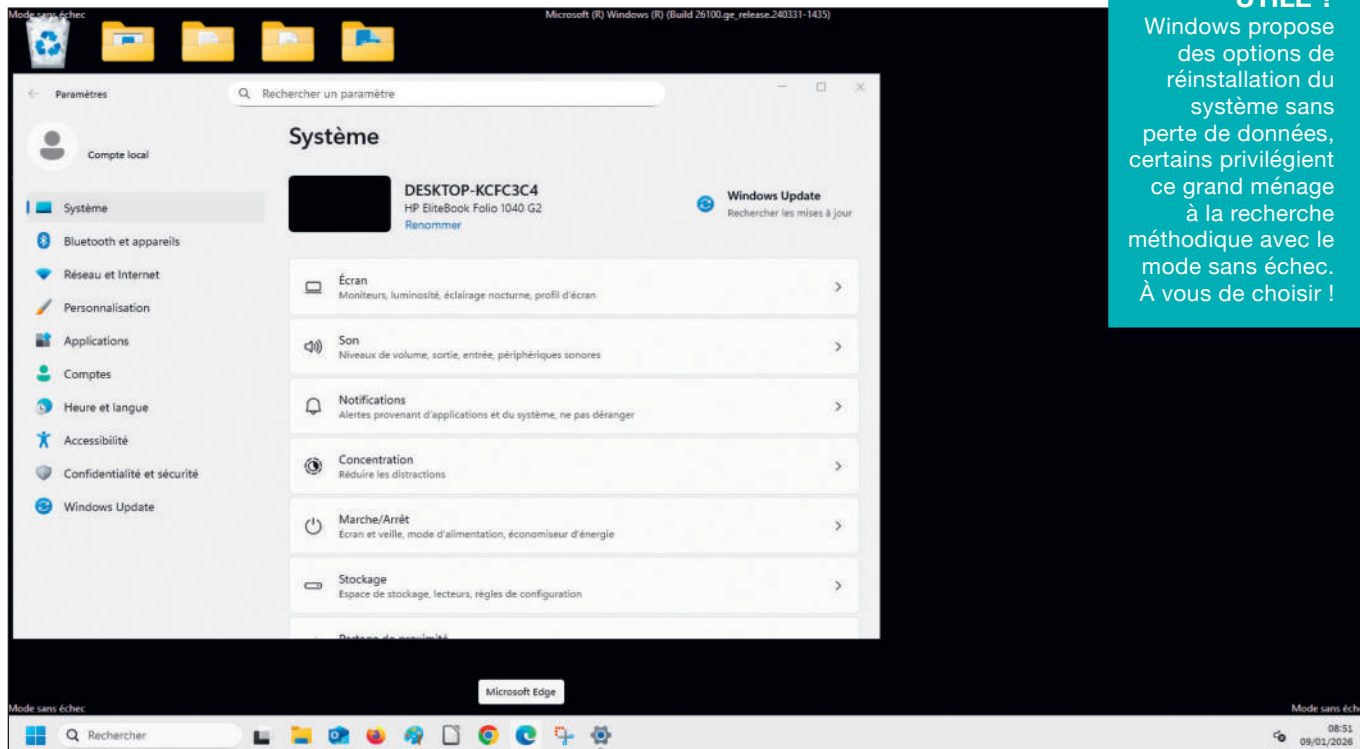 Mode sans échec
Microsoft (R) Windows (R) (Build 26100.ge_release.240331-1435)
UTILE ?
Windows propose
des options de
réinstallation du
système sans
perte de données,
certains privilégient
ce grand ménage
à la recherche
méthodique avec le
mode sans échec.
À vous de choisir !
Paramètres
Rechercher un paramètre
Compte local
Système
Bluetooth et appareils
Réseau et Internet
Personnalisation
Applications
Comptes
Heure et langue
Accessibilité
Confidentialité et sécurité
Windows Update
Système
DESKTOP-KCFC3C4
HP EliteBook Folio 1040 G2
Renommer
Windows Update
Rechercher les mises à jour
Écran
Moniteurs, luminosité, éclairage nocturne, profil d'écran
Son
Niveaux de volume, sortie, entrée, périphériques sonores
Notifications
Alertes provenant d'applications et du système, ne pas déranger
Concentration
Réduire les distractions
Marche/Arrêt
Écran et veille, mode d'alimentation, économiseur d'énergie
Stockage
Espace de stockage, lecteurs, règles de configuration
Partage de proximité
Microsoft Edge
Mode sans échec
Mode sans éch
Rechercher
08:51
09/01/2026